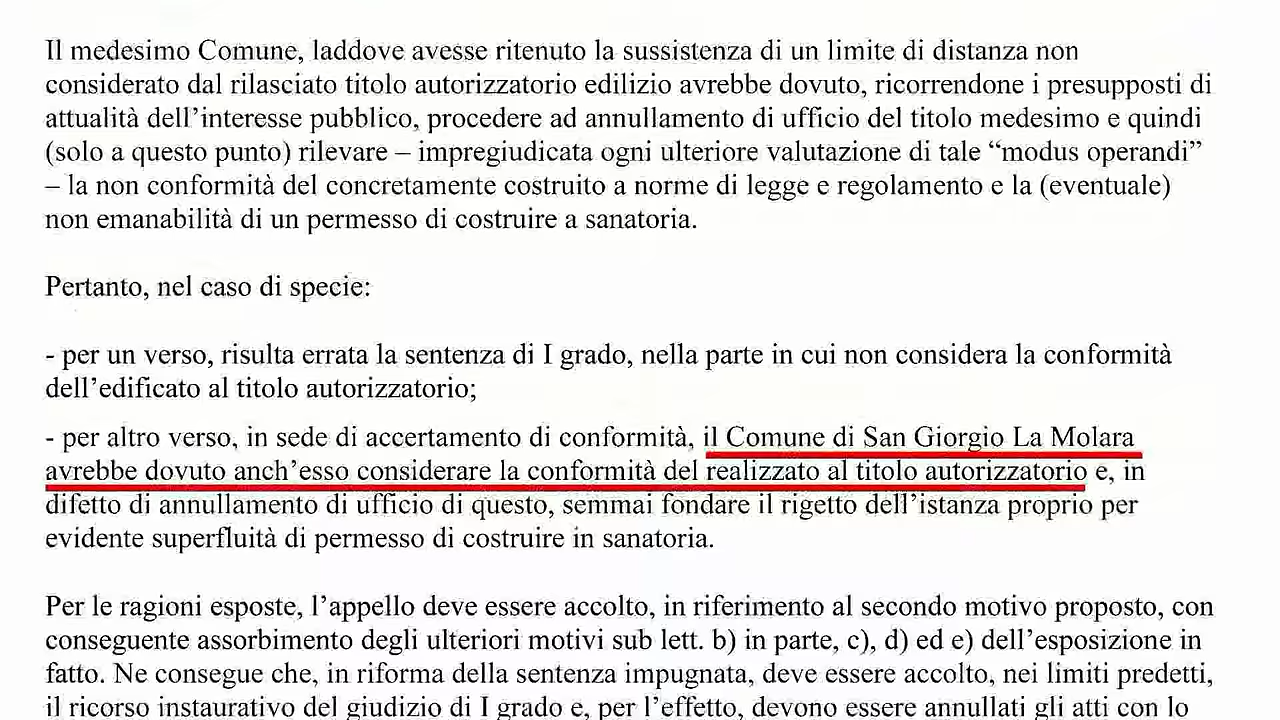 Il medesimo Comune, laddove avesse ritenuto la sussistenza di un limite di distanza non
considerato dal rilasciato titolo autorizzatorio edilizio avrebbe dovuto, ricorrendone i presupposti di
attualità dell’interesse pubblico, procedere ad annullamento di ufficio del titolo medesimo e quindi
(solo a questo punto) rilevare – impregiudicata ogni ulteriore valutazione di tale “modus operandi”
– la non conformità del concretamente costruito a norme di legge e regolamento e la (eventuale)
non emanabilità di un permesso di costruire a sanatoria.
Pertanto, nel caso di specie:
- per un verso, risulta errata la sentenza di I grado, nella parte in cui non considera la conformità
dell’edificato al titolo autorizzatorio;
- per altro verso, in sede di accertamento di conformità, il Comune di San Giorgio La Molara
avrebbe dovuto anch’esso considerare la conformità del realizzato al titolo autorizzatorio e, in
difetto di annullamento di ufficio di questo, semmai fondare il rigetto dell’istanza proprio per
evidente superfluità di permesso di costruire in sanatoria.
Per le ragioni esposte, l’appello deve essere accolto, in riferimento al secondo motivo proposto, con
conseguente assorbimento degli ulteriori motivi sub lett. b) in parte, c), d) ed e) dell’esposizione in
fatto. Ne consegue che, in riforma della sentenza impugnata, deve essere accolto, nei limiti predetti,
il ricorso instaurativo del giudizio di I grado e, per l’effetto, devono essere annullati gli atti con lo